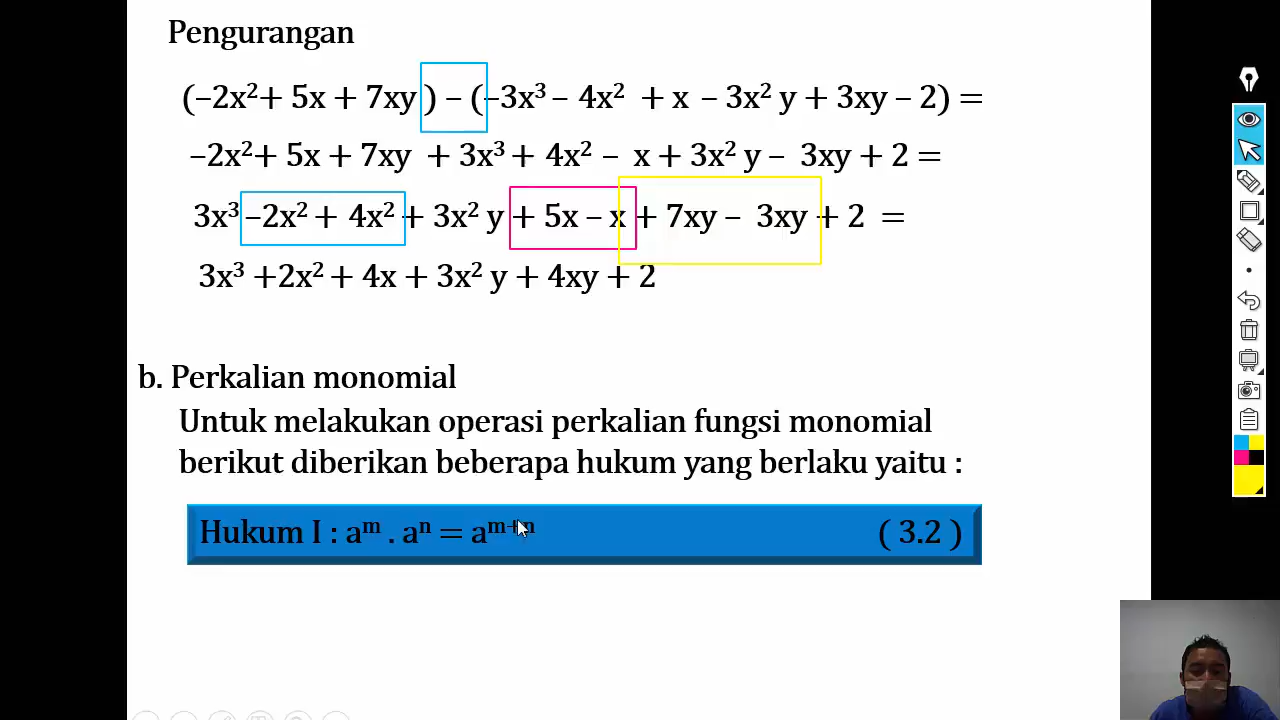 Pengurangan
(–2x²+ 5x + 7xy ) – (–3x³ – 4x² + x – 3x² y + 3xy – 2) =
–2x²+ 5x + 7xy + 3x³ + 4x² – x + 3x² y – 3xy + 2 =
3x³ –2x² + 4x² + 3x² y + 5x – x + 7xy – 3xy + 2 =
3x³ +2x² + 4x + 3x² y + 4xy + 2
b. Perkalian monomial
Untuk melakukan operasi perkalian fungsi monomial
berikut diberikan beberapa hukum yang berlaku yaitu :
Hukum I : aᵐ . aⁿ = aᵐ⁺ⁿ ( 3.2 )